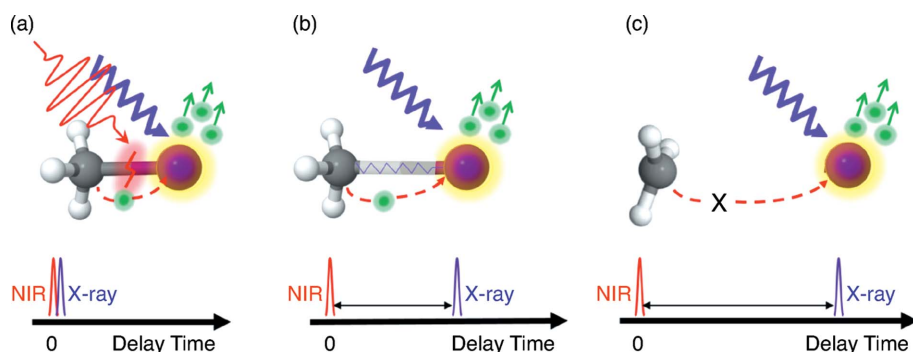 (a)
(b)
(c)
X
NIR
X-ray
0
Delay Time
NIR
X-ray
0
Delay Time
NIR
X-ray
0
Delay Time